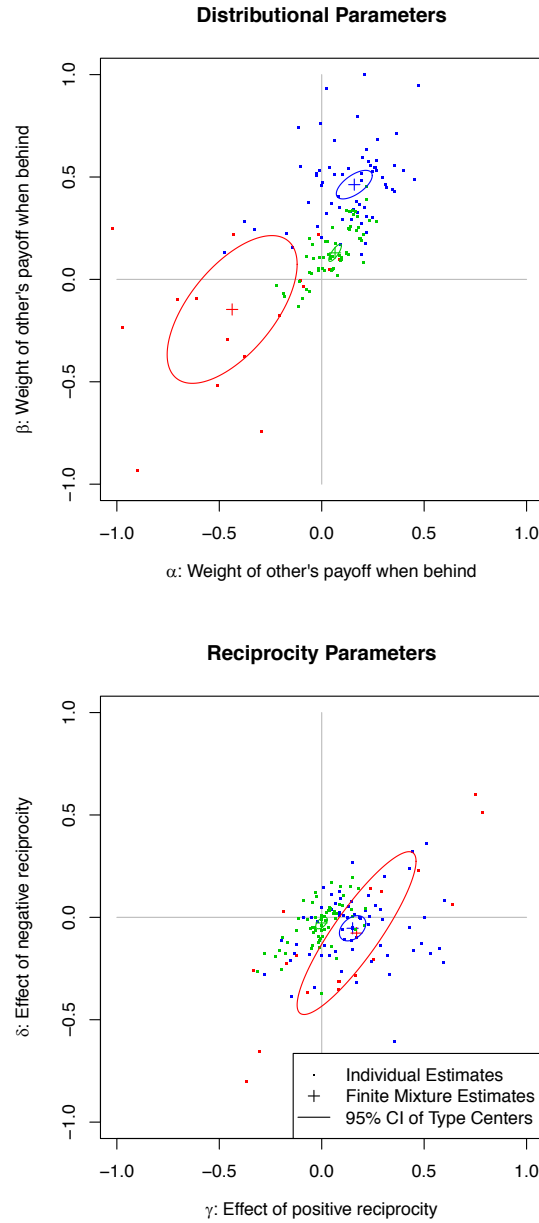 Distributional Parameters
β: Weight of other's payoff when behind
1.0
0.5
0.0
−0.5
−1.0
−1.0 −0.5 0.0 0.5 1.0
α: Weight of other's payoff when behind
Reciprocity Parameters
δ: Effect of negative reciprocity
1.0
0.5
0.0
−0.5
−1.0
Individual Estimates
Finite Mixture Estimates
95% CI of Type Centers
−1.0 −0.5 0.0 0.5 1.0
γ: Effect of positive reciprocity